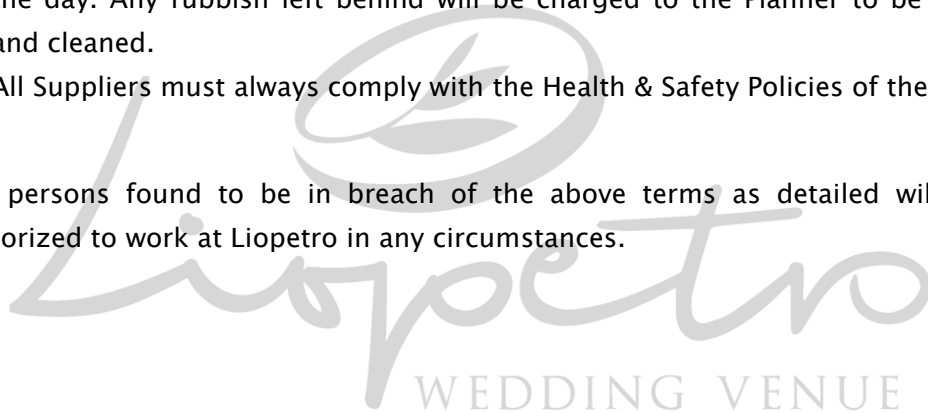 the day. Any rubbish left behind will be charged to the Planner to be
and cleaned.
All Suppliers must always comply with the Health & Safety Policies of the
persons found to be in breach of the above terms as detailed wil
orized to work at Liopetro in any circumstances.
Liopetro
WEDDING VENUE